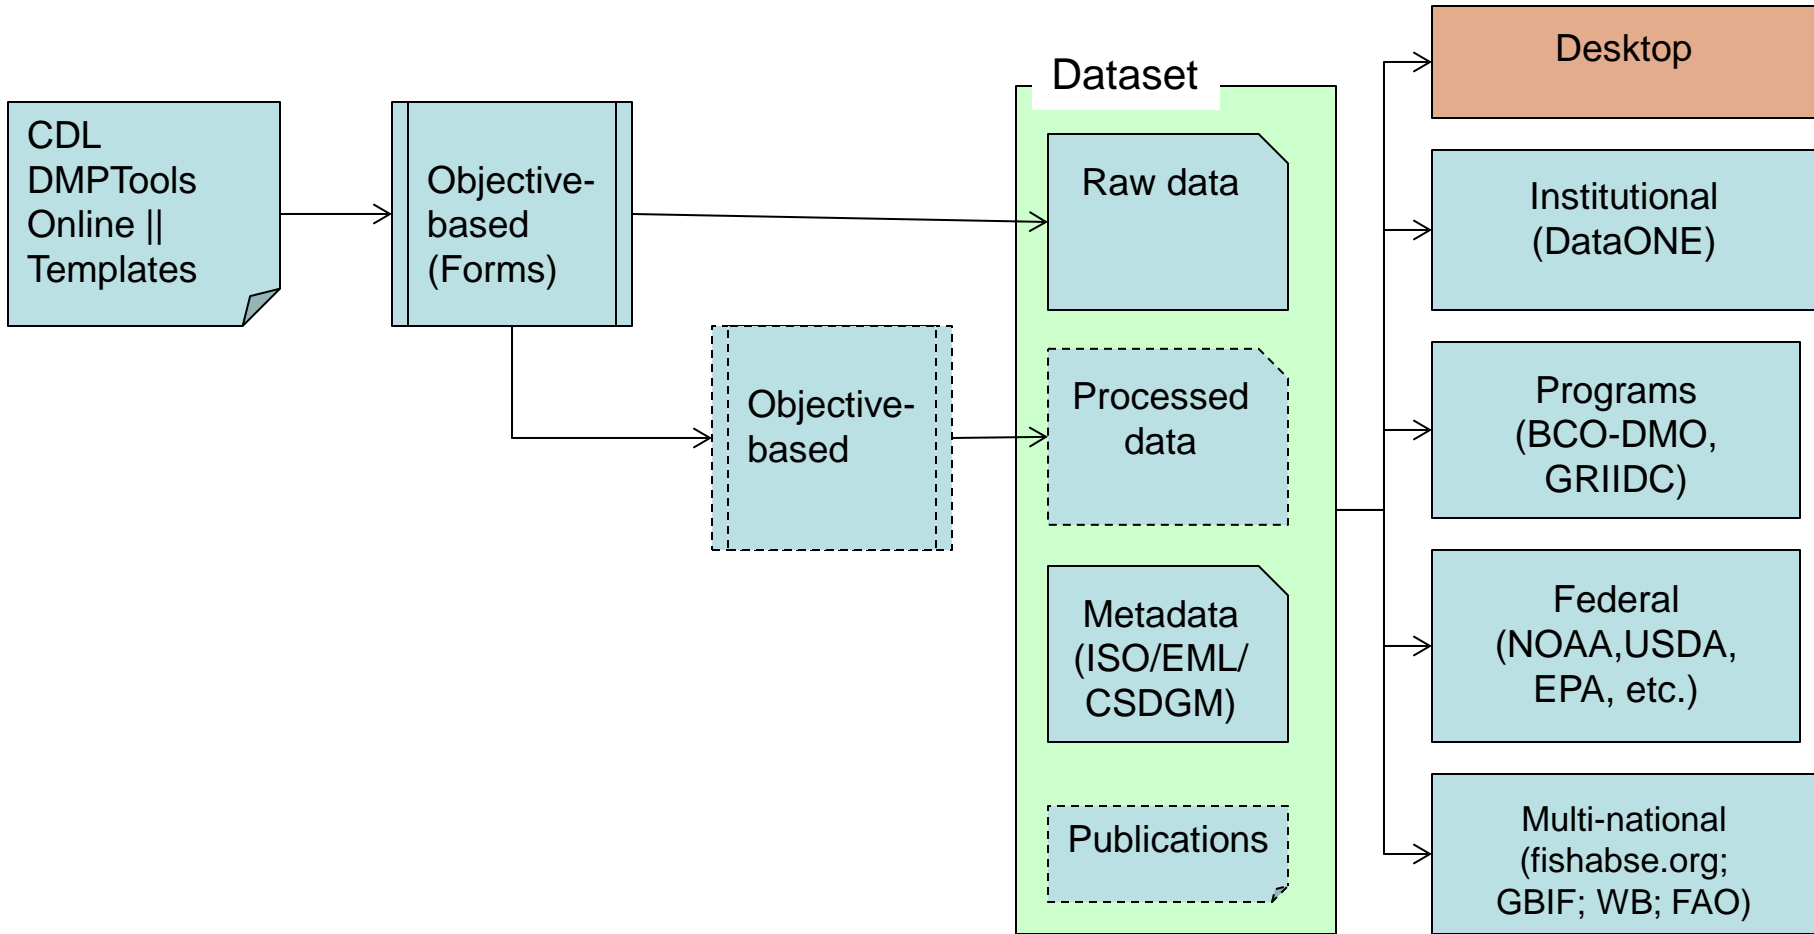 CDL
DMPTools
Online ||
Templates
Objective-
based
(Forms)
Objective-
based
Dataset
Raw data
Processed
data
Metadata
(ISO/EML/
CSDGM)
Publications
Desktop
Institutional
(DataONE)
Programs
(BCO-DMO,
GRIIDC)
Federal
(NOAA,USDA,
EPA, etc.)
Multi-national
(fishabse.org;
GBIF; WB; FAO)